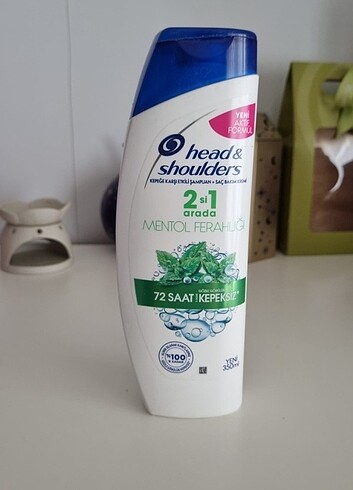 YENİ
AKTİF
FORMÜL
head &
shoulders
KEPEĞE KARŞI ETKİLİ ŞAMPUAN + SAÇ BAKIM KREMİ
2si1
arada
MENTOL FERAHLIĞI
72 SAAT KEPEKSİZ*
%100
YENİ
350ml